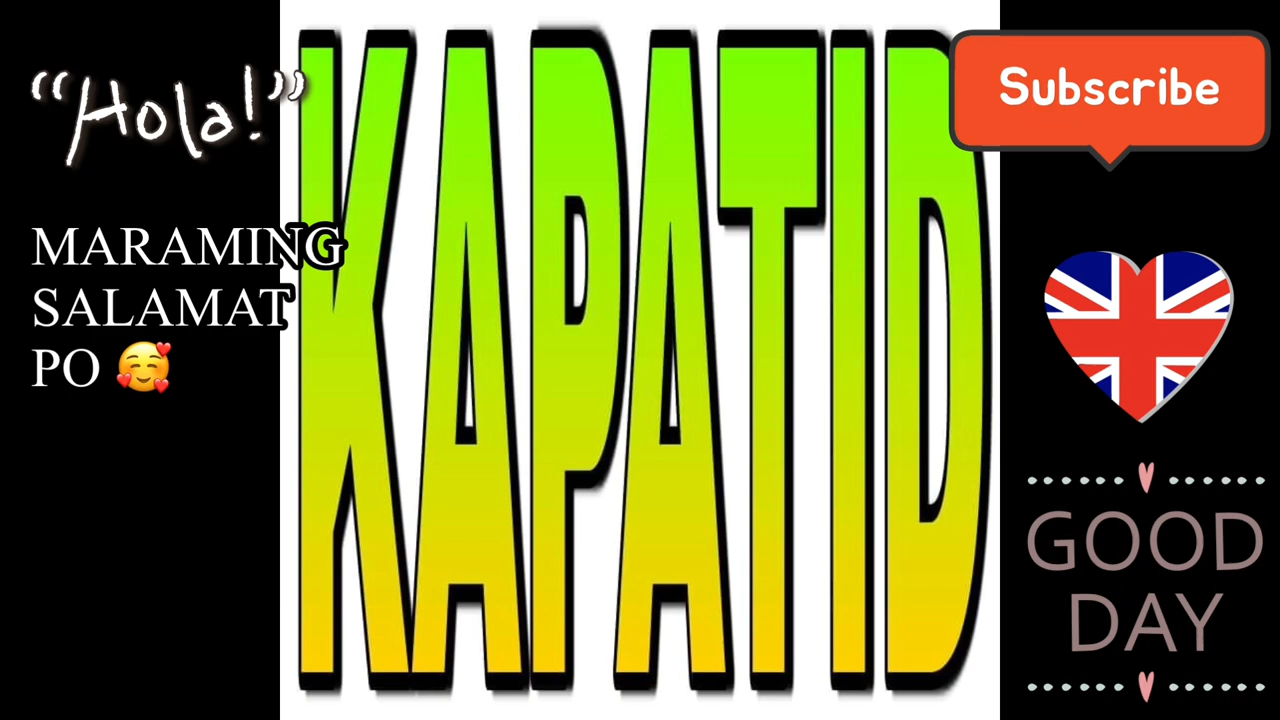 “Hola!”
MARAMING
SALAMAT
PO 🥰
KAPATID
Subscribe
GOOD
DAY